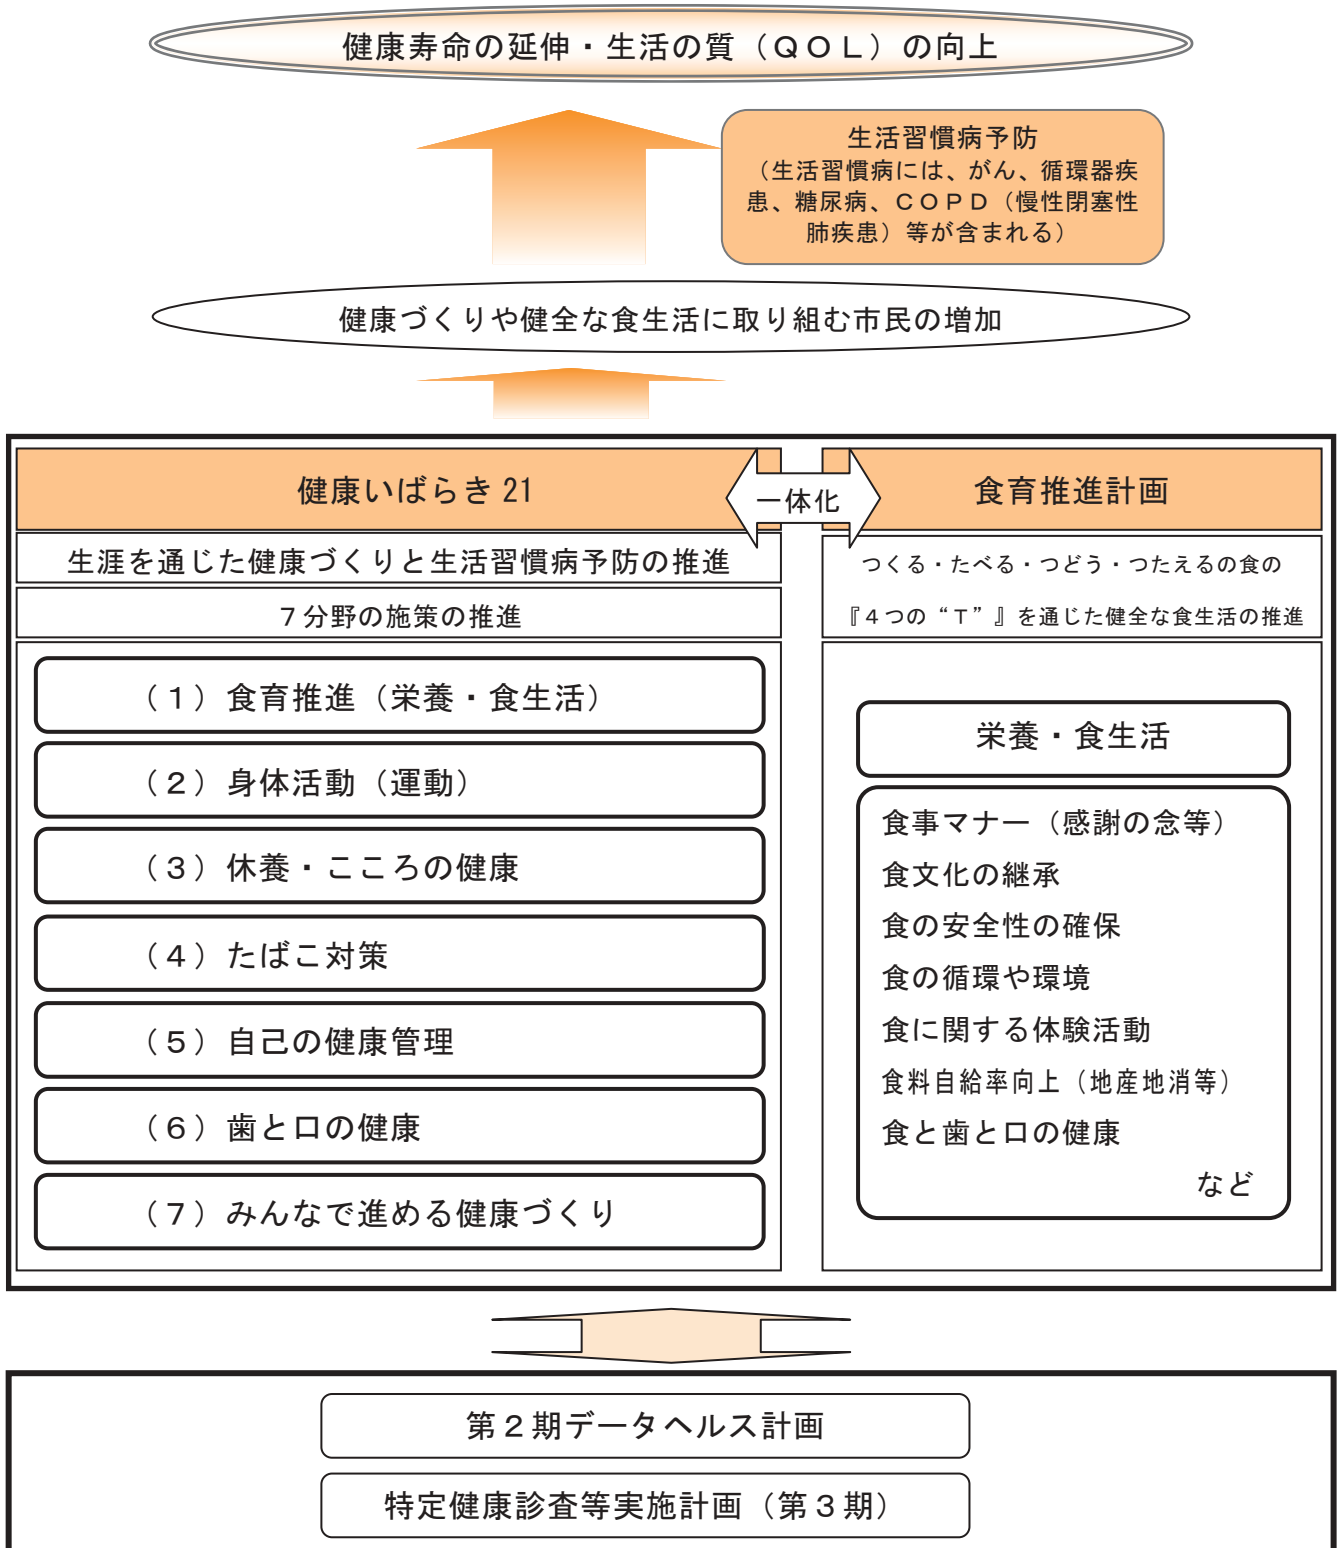 健康寿命の延伸・生活の質（ＱＯＬ）の向上
生活習慣病予防
（生活習慣病には、がん、循環器疾
患、糖尿病、ＣＯＰＤ（慢性閉塞性
肺疾患）等が含まれる）
健康づくりや健全な食生活に取り組む市民の増加
健康いばらき21
一体化
食育推進計画
生涯を通じた健康づくりと生活習慣病予防の推進
７分野の施策の推進
つくる・たべる・つどう・つたえるの食の
『４つの“Ｔ”』を通じた健全な食生活の推進
（１）食育推進（栄養・食生活）
（２）身体活動（運動）
（３）休養・こころの健康
（４）たばこ対策
（５）自己の健康管理
（６）歯と口の健康
（７）みんなで進める健康づくり
栄養・食生活
食事マナー（感謝の念等）
食文化の継承
食の安全性の確保
食の循環や環境
食に関する体験活動
食料自給率向上（地産地消等）
食と歯と口の健康
など
第２期データヘルス計画
特定健康診査等実施計画（第３期）